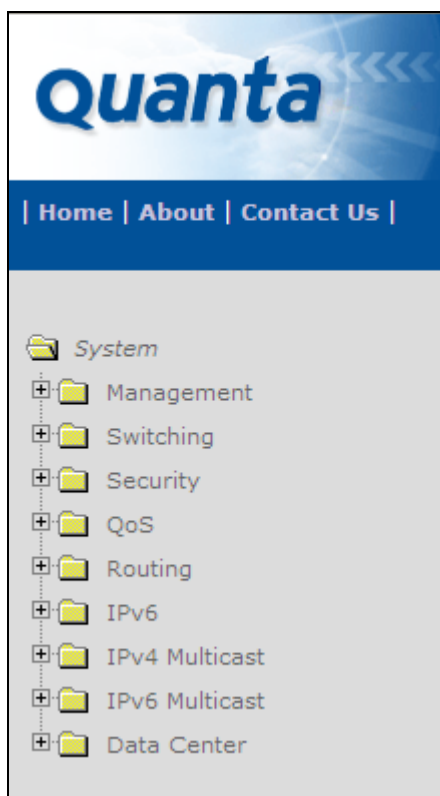 Quanta
| Home | About | Contact Us |
System
Management
Switching
Security
QoS
Routing
IPv6
IPv4 Multicast
IPv6 Multicast
Data Center